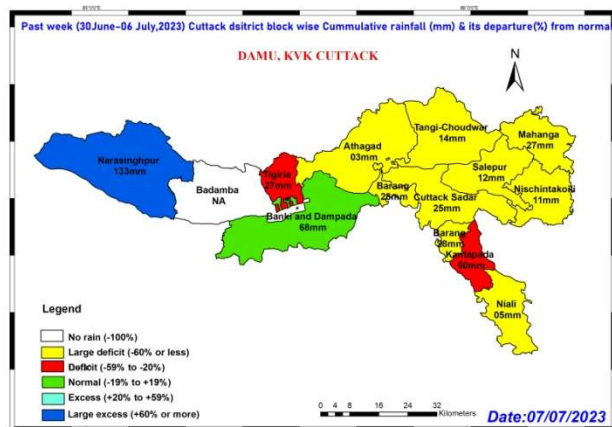 Past week (30June-06 July,2023) Cuttack dsitrict block wise Cummulative rainfall (mm) & its departure(%) from normal
DAMU, KVK CUTTACK
N
Tangi-Choudwar
14mm
Athagad
03mm
Mahanga
27mm
Narasinghpur
133mm
Tigiria
27mm
Salepur
12mm
Badamba
NA
Barang
28mm
Nischintakoili
11mm
Cuttack Sadar
25mm
Banki and Dampada
68mm
Barang
28mm
Kantapada
50mm
Niali
05mm
Legend
No rain (-100%)
Large deficit (-60% or less)
Deficit (-59% to -20%)
Normal (-19% to +19%)
Excess (+20% to +59%)
Large excess (+60% or more)
0 4 8 16 24 32
Kilometers
Date:07/07/2023